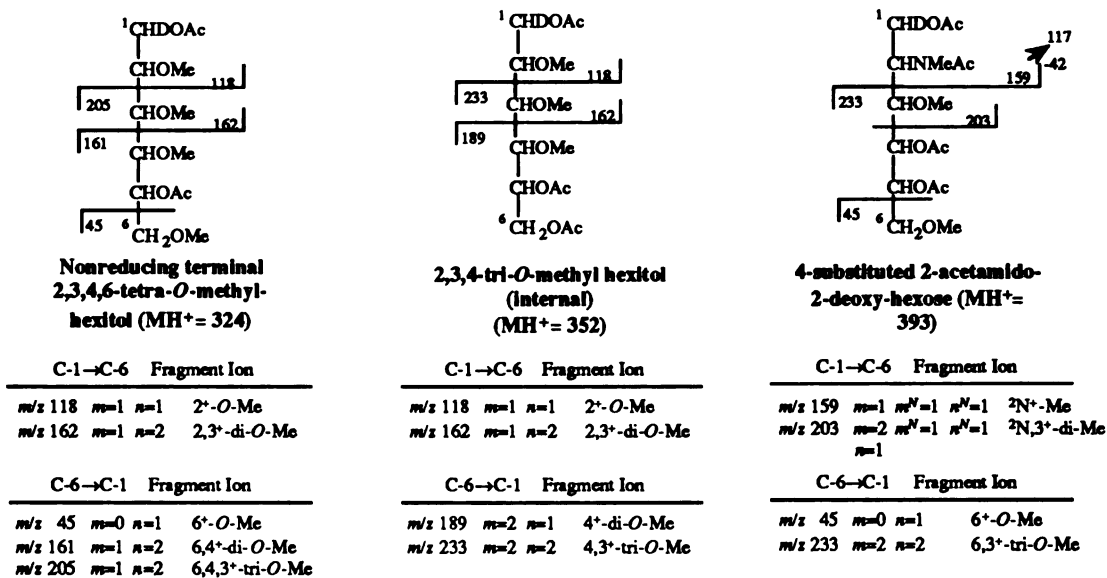 1CHDOAc
CHOMe
118
205
CHOMe
162
161
CHOMe
CHOAc
45
6 CH2OMe
Nonreducing terminal
2,3,4,6-tetra-O-methyl-
hexitol (MH+= 324)
C-1→C-6 Fragment Ion
m/z 118 m=1 n=1 2+-O-Me
m/z 162 m=1 n=2 2,3+-di-O-Me
C-6→C-1 Fragment Ion
m/z 45 m=0 n=1 6+-O-Me
m/z 161 m=1 n=2 6,4+-di-O-Me
m/z 205 m=1 n=2 6,4,3+-tri-O-Me
1CHDOAc
CHOMe
118
233
CHOMe
162
189
CHOMe
CHOAc
6 CH2OAc
2,3,4-tri-O-methyl hexitol
(internal)
(MH+= 352)
C-1→C-6 Fragment Ion
m/z 118 m=1 n=1 2+-O-Me
m/z 162 m=1 n=2 2,3+-di-O-Me
C-6→C-1 Fragment Ion
m/z 189 m=2 n=1 4+-di-O-Me
m/z 233 m=2 n=2 4,3+-tri-O-Me
1CHDOAc
117
CHNMeAc
-42
159
233
CHOMe
203
CHOAc
CHOAc
45
6 CH2OMe
4-substituted 2-acetamido-
2-deoxy-hexose (MH+=
393)
C-1→C-6 Fragment Ion
m/z 159 m=1 mN=1 nN=1 2N+-Me
m/z 203 m=2 mN=1 nN=1 2N,3+-di-Me
n=1
C-6→C-1 Fragment Ion
m/z 45 m=0 n=1 6+-O-Me
m/z 233 m=2 n=2 6,3+-tri-O-Me